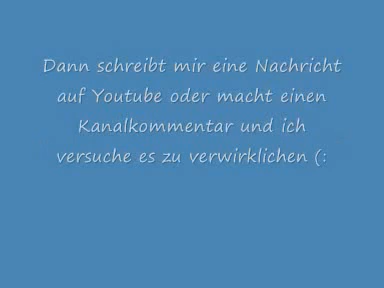 Dann schreibt mir eine Nachricht
auf Youtube oder macht einen
Kanalkommentar und ich
versuche es zu verwirklichen (: